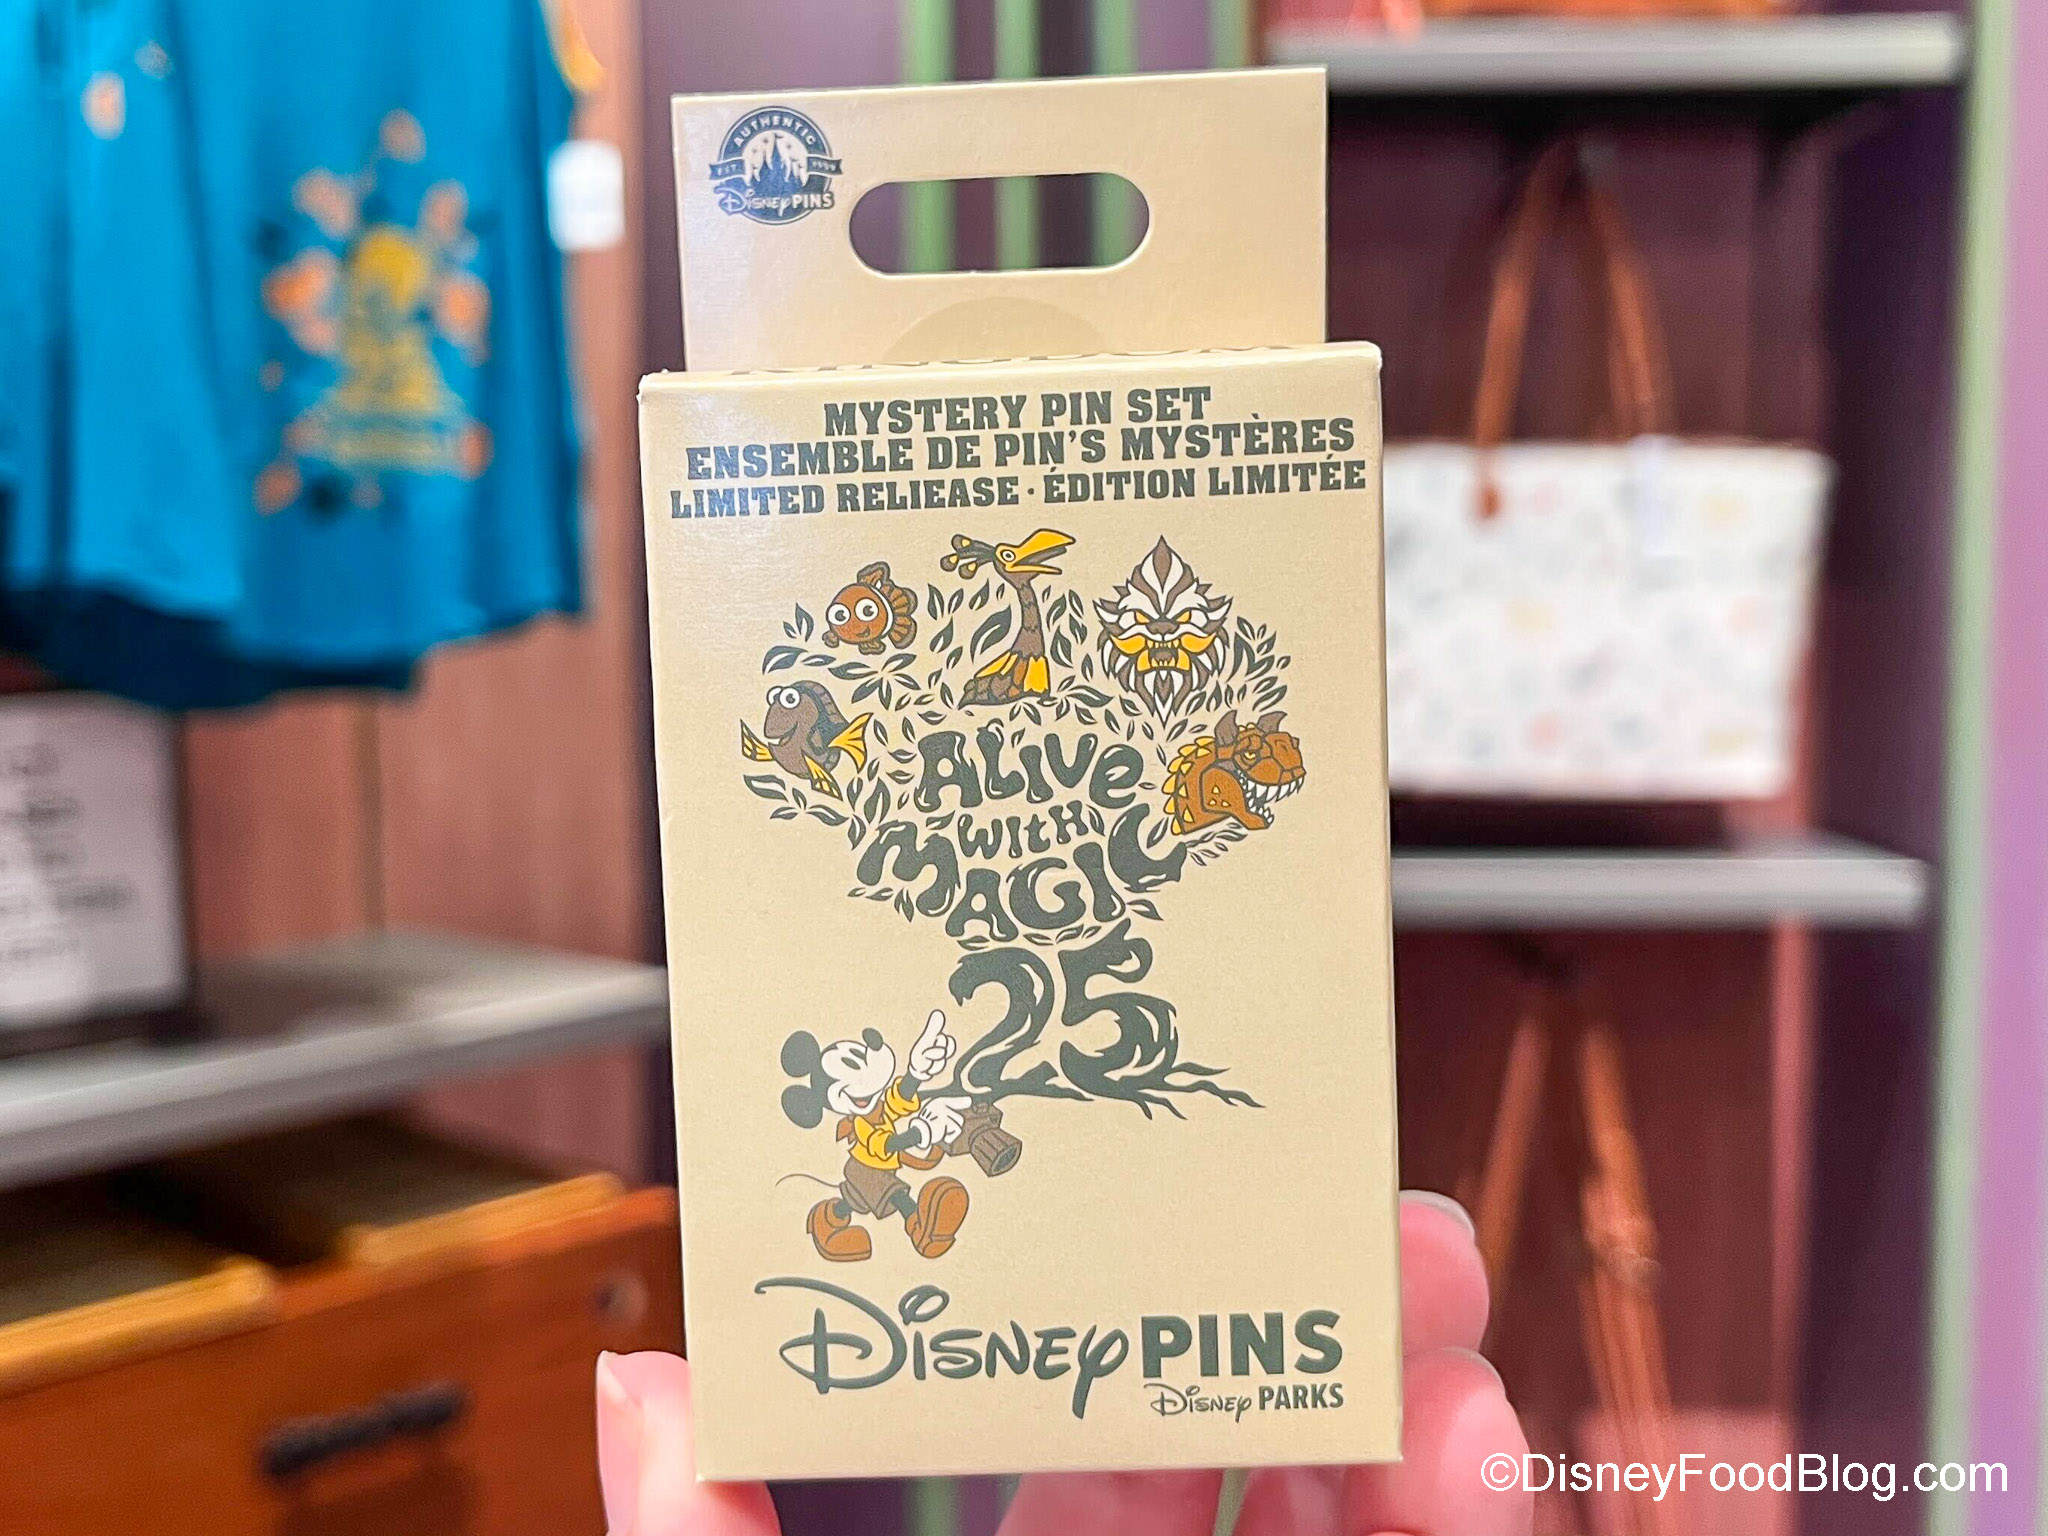 AUTHENTIC
EST. 1999
Disney PINS
MYSTERY PIN SET
ENSEMBLE DE PIN'S MYSTÈRES
LIMITED RELIEASE · ÉDITION LIMITÉE
ALIVE
WITH
MAGIC
25
Disney PINS
Disney PARKS
©DisneyFoodBlog.com